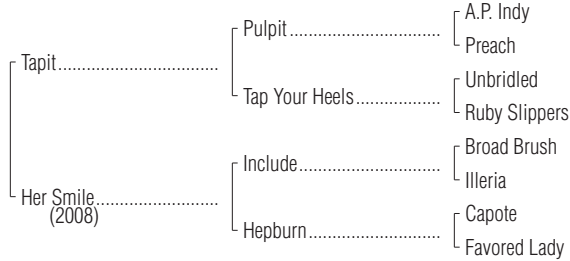 A.P. Indy
Pulpit
Preach
Tapit
Unbridled
Tap Your Heels
Ruby Slippers
Broad Brush
Include
Illeria
Her Smile
(2008)
Capote
Hepburn
Favored Lady